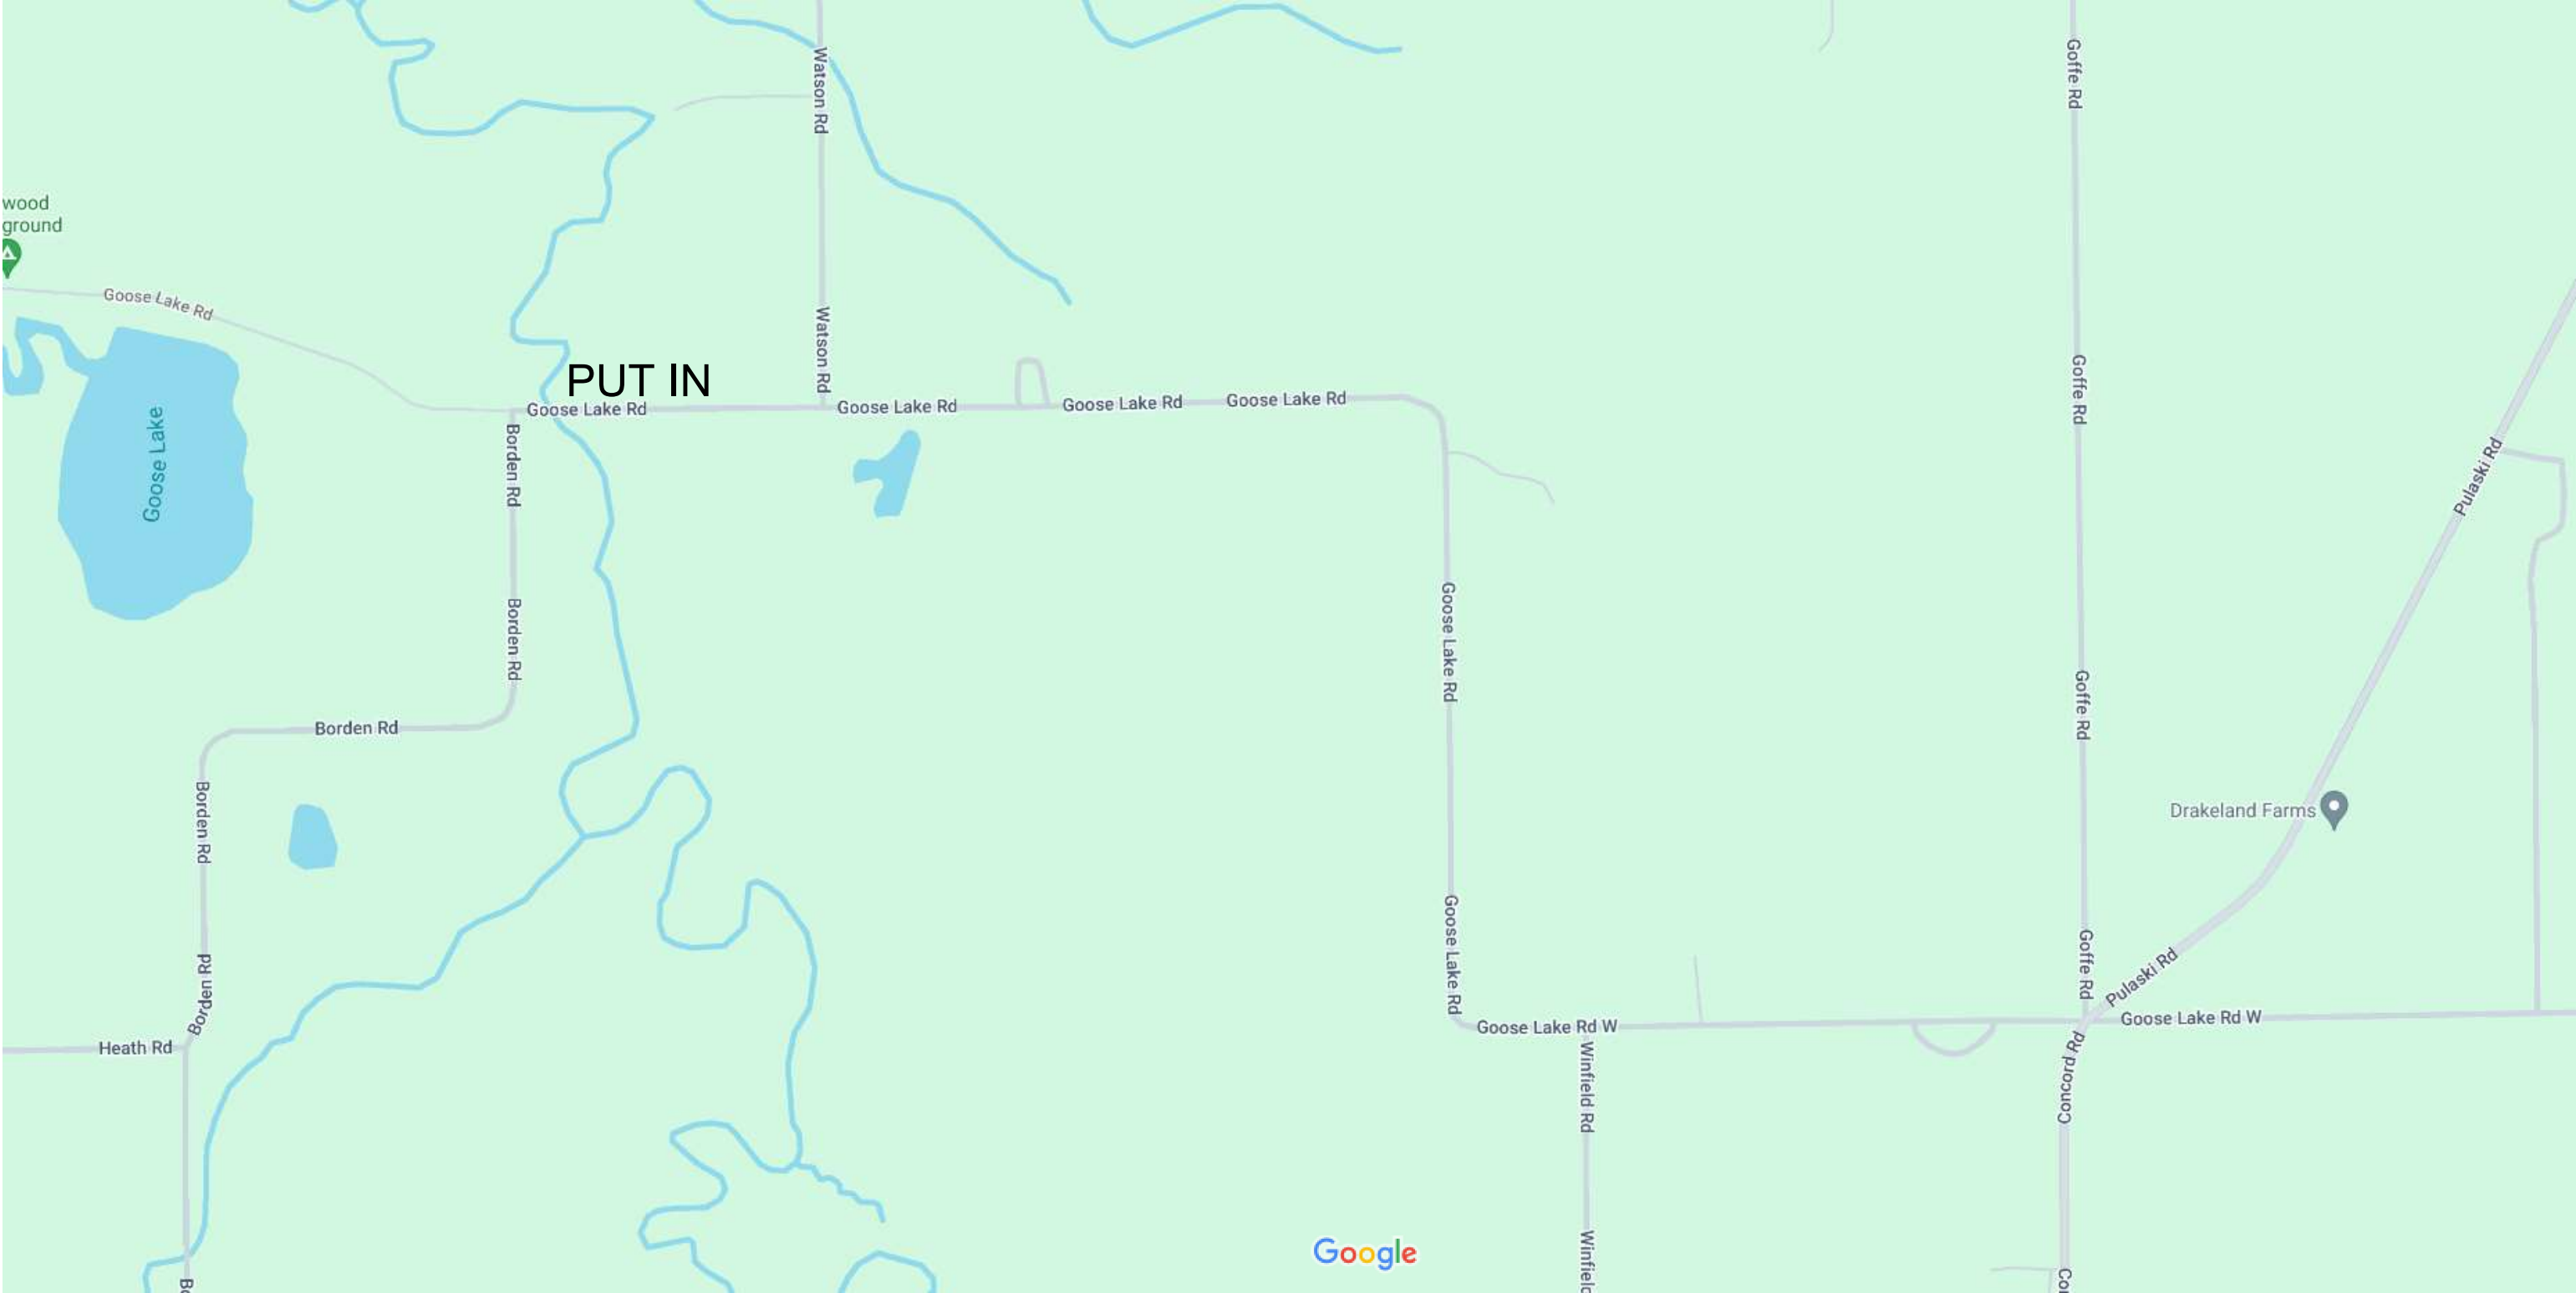 Watson Rd
Goffe Rd
wood
ground
Goose Lake Rd
Watson Rd
PUT IN
Goose Lake Rd
Goose Lake Rd
Goose Lake Rd
Goose Lake Rd
Goffe Rd
Goose Lake
Borden Rd
Pulaski Rd
Borden Rd
Goose Lake Rd
Goffe Rd
Borden Rd
Borden Rd
Drakeland Farms
Goose Lake Rd
Goffe Rd
Borden Rd
Pulaski Rd
Goose Lake Rd W
Goose Lake Rd W
Heath Rd
Concord Rd
Winfield Rd
Google
Winfield
Bo
Cor